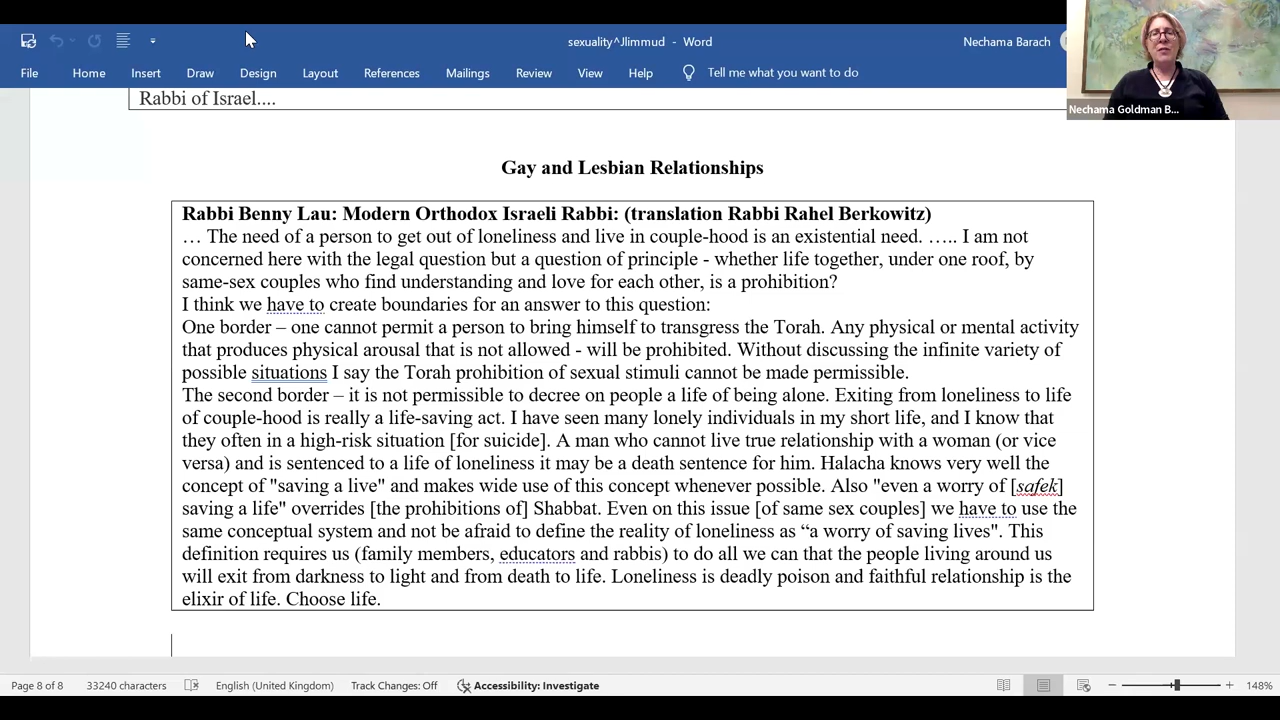 sexuality^Jlimmud - Word
Nechama Barach
File Home Insert Draw Design Layout References Mailings Review View Help Tell me what you want to do
Nechama Goldman B...
Rabbi of Israel....
Gay and Lesbian Relationships
Rabbi Benny Lau: Modern Orthodox Israeli Rabbi: (translation Rabbi Rahel Berkowitz)
… The need of a person to get out of loneliness and live in couple-hood is an existential need. ….. I am not
concerned here with the legal question but a question of principle - whether life together, under one roof, by
same-sex couples who find understanding and love for each other, is a prohibition?
I think we have to create boundaries for an answer to this question:
One border – one cannot permit a person to bring himself to transgress the Torah. Any physical or mental activity
that produces physical arousal that is not allowed - will be prohibited. Without discussing the infinite variety of
possible situations I say the Torah prohibition of sexual stimuli cannot be made permissible.
The second border – it is not permissible to decree on people a life of being alone. Exiting from loneliness to life
of couple-hood is really a life-saving act. I have seen many lonely individuals in my short life, and I know that
they often in a high-risk situation [for suicide]. A man who cannot live true relationship with a woman (or vice
versa) and is sentenced to a life of loneliness it may be a death sentence for him. Halacha knows very well the
concept of "saving a live" and makes wide use of this concept whenever possible. Also "even a worry of [safek]
saving a life" overrides [the prohibitions of] Shabbat. Even on this issue [of same sex couples] we have to use the
same conceptual system and not be afraid to define the reality of loneliness as “a worry of saving lives". This
definition requires us (family members, educators and rabbis) to do all we can that the people living around us
will exit from darkness to light and from death to life. Loneliness is deadly poison and faithful relationship is the
elixir of life. Choose life.
Page 8 of 8 33240 characters English (United Kingdom) Track Changes: Off Accessibility: Investigate 148%